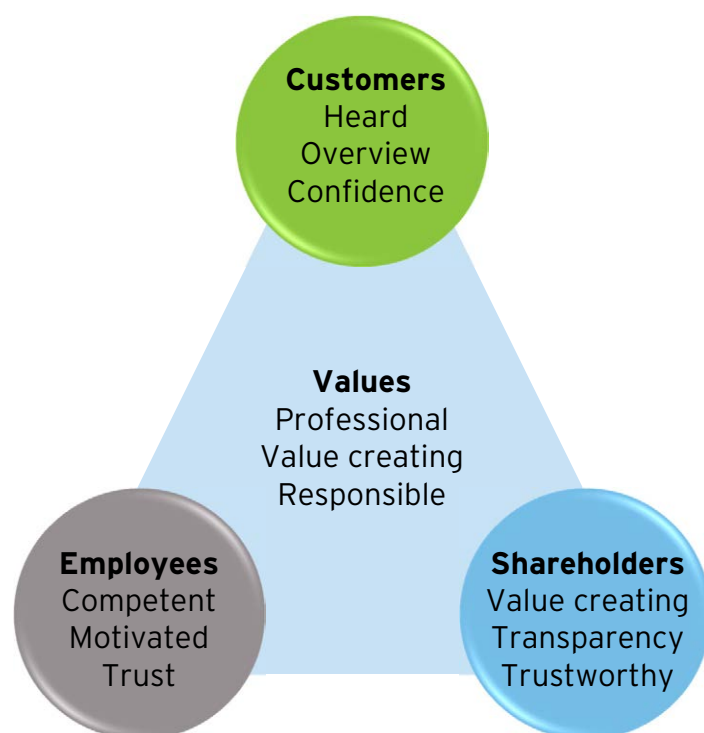 Customers
Heard
Overview
Confidence
Values
Professional
Value creating
Responsible
Employees
Competent
Motivated
Trust
Shareholders
Value creating
Transparency
Trustworthy